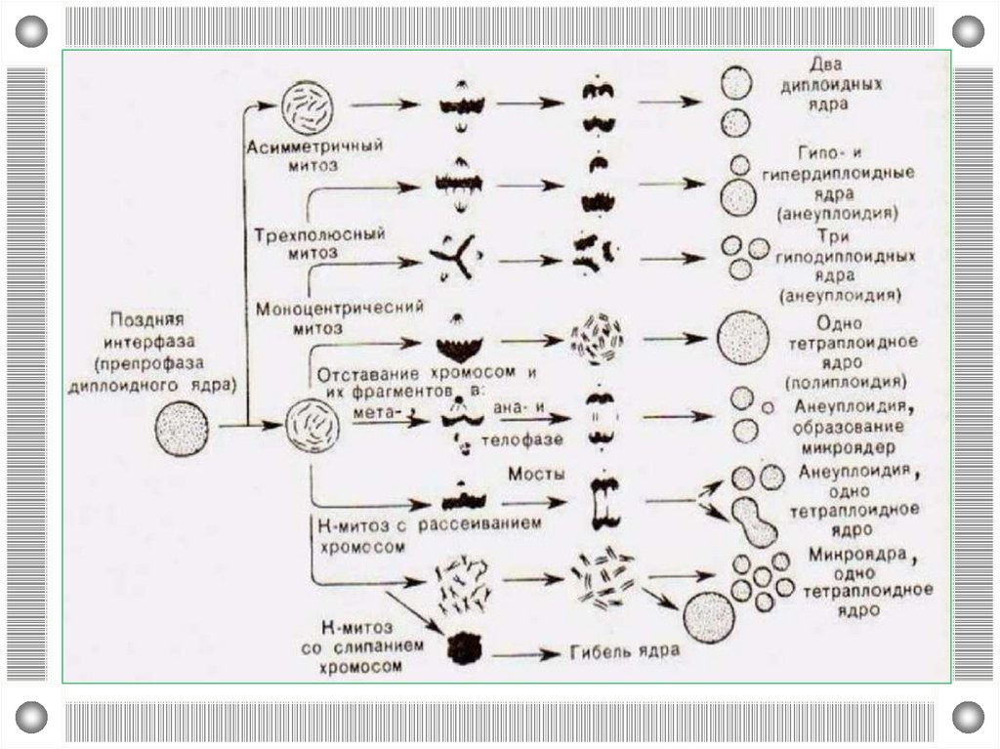 Два
диплоидных
ядра
Асимметричный
митоз
Гипо- и
гипердиплоидные
ядра
(анеуплоидия)
Трехполюсный
митоз
Три
гиподиплоидных
ядра
(анеуплоидия)
Моноцентрический
митоз
Поздняя
интерфаза
(препрофаза
диплоидного ядра)
Одно
тетраплоидное
ядро
(полиплоидия)
Отставание хромосом и
их фрагментов в:
мета-, ана- и
телофазе
Анеуплоидия,
образование
микроядер
Мосты
Анеуплоидия,
одно
тетраплоидное
ядро
К-митоз с рассеиванием
хромосом
Микроядра,
одно
тетраплоидное
ядро
К-митоз
со слипанием
хромосом
Гибель ядра